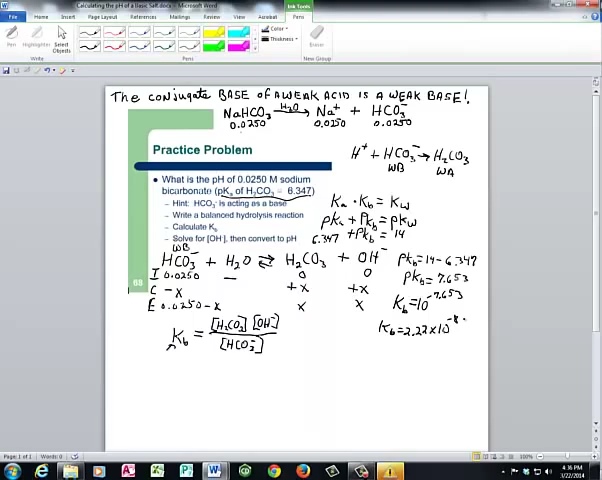 Calculating the pH of a Basic Salt.docx - Microsoft Word
Ink Tools
File Home Insert Page Layout References Mailings Review View Acrobat Pens
Pen Highlighter Select Objects
Color
Thickness
Eraser
Write Pens New Group
THE CONJUGATE BASE OF A WEAK ACID IS A WEAK BASE!
NaHCO₃ —H₂O→ Na⁺ + HCO₃⁻
0.0250 0.0250 0.0250
Practice Problem
H⁺ + HCO₃⁻ → H₂CO₃
WB WA
• What is the pH of 0.0250 M sodium
bicarbonate (pKa of H₂CO₃ = 6.347)
– Hint: HCO₃⁻ is acting as a base
– Write a balanced hydrolysis reaction
– Calculate Kb
– Solve for [OH⁻], then convert to pH
Ka · Kb = Kw
pKa + pKb = pKw
6.347 + pKb = 14
WB
HCO₃⁻ + H₂O ⇌ H₂CO₃ + OH⁻
I 0.0250 — 0 0
C -x +x +x
E 0.0250-x x x
68
pKb = 14 - 6.347
pKb = 7.653
Kb = 10^-7.653
Kb = 2.22 x 10^-8
Kb = [H₂CO₃] [OH⁻] / [HCO₃⁻]
Page: 1 of 1 Words: 0 100%
4:36 PM
3/22/2014